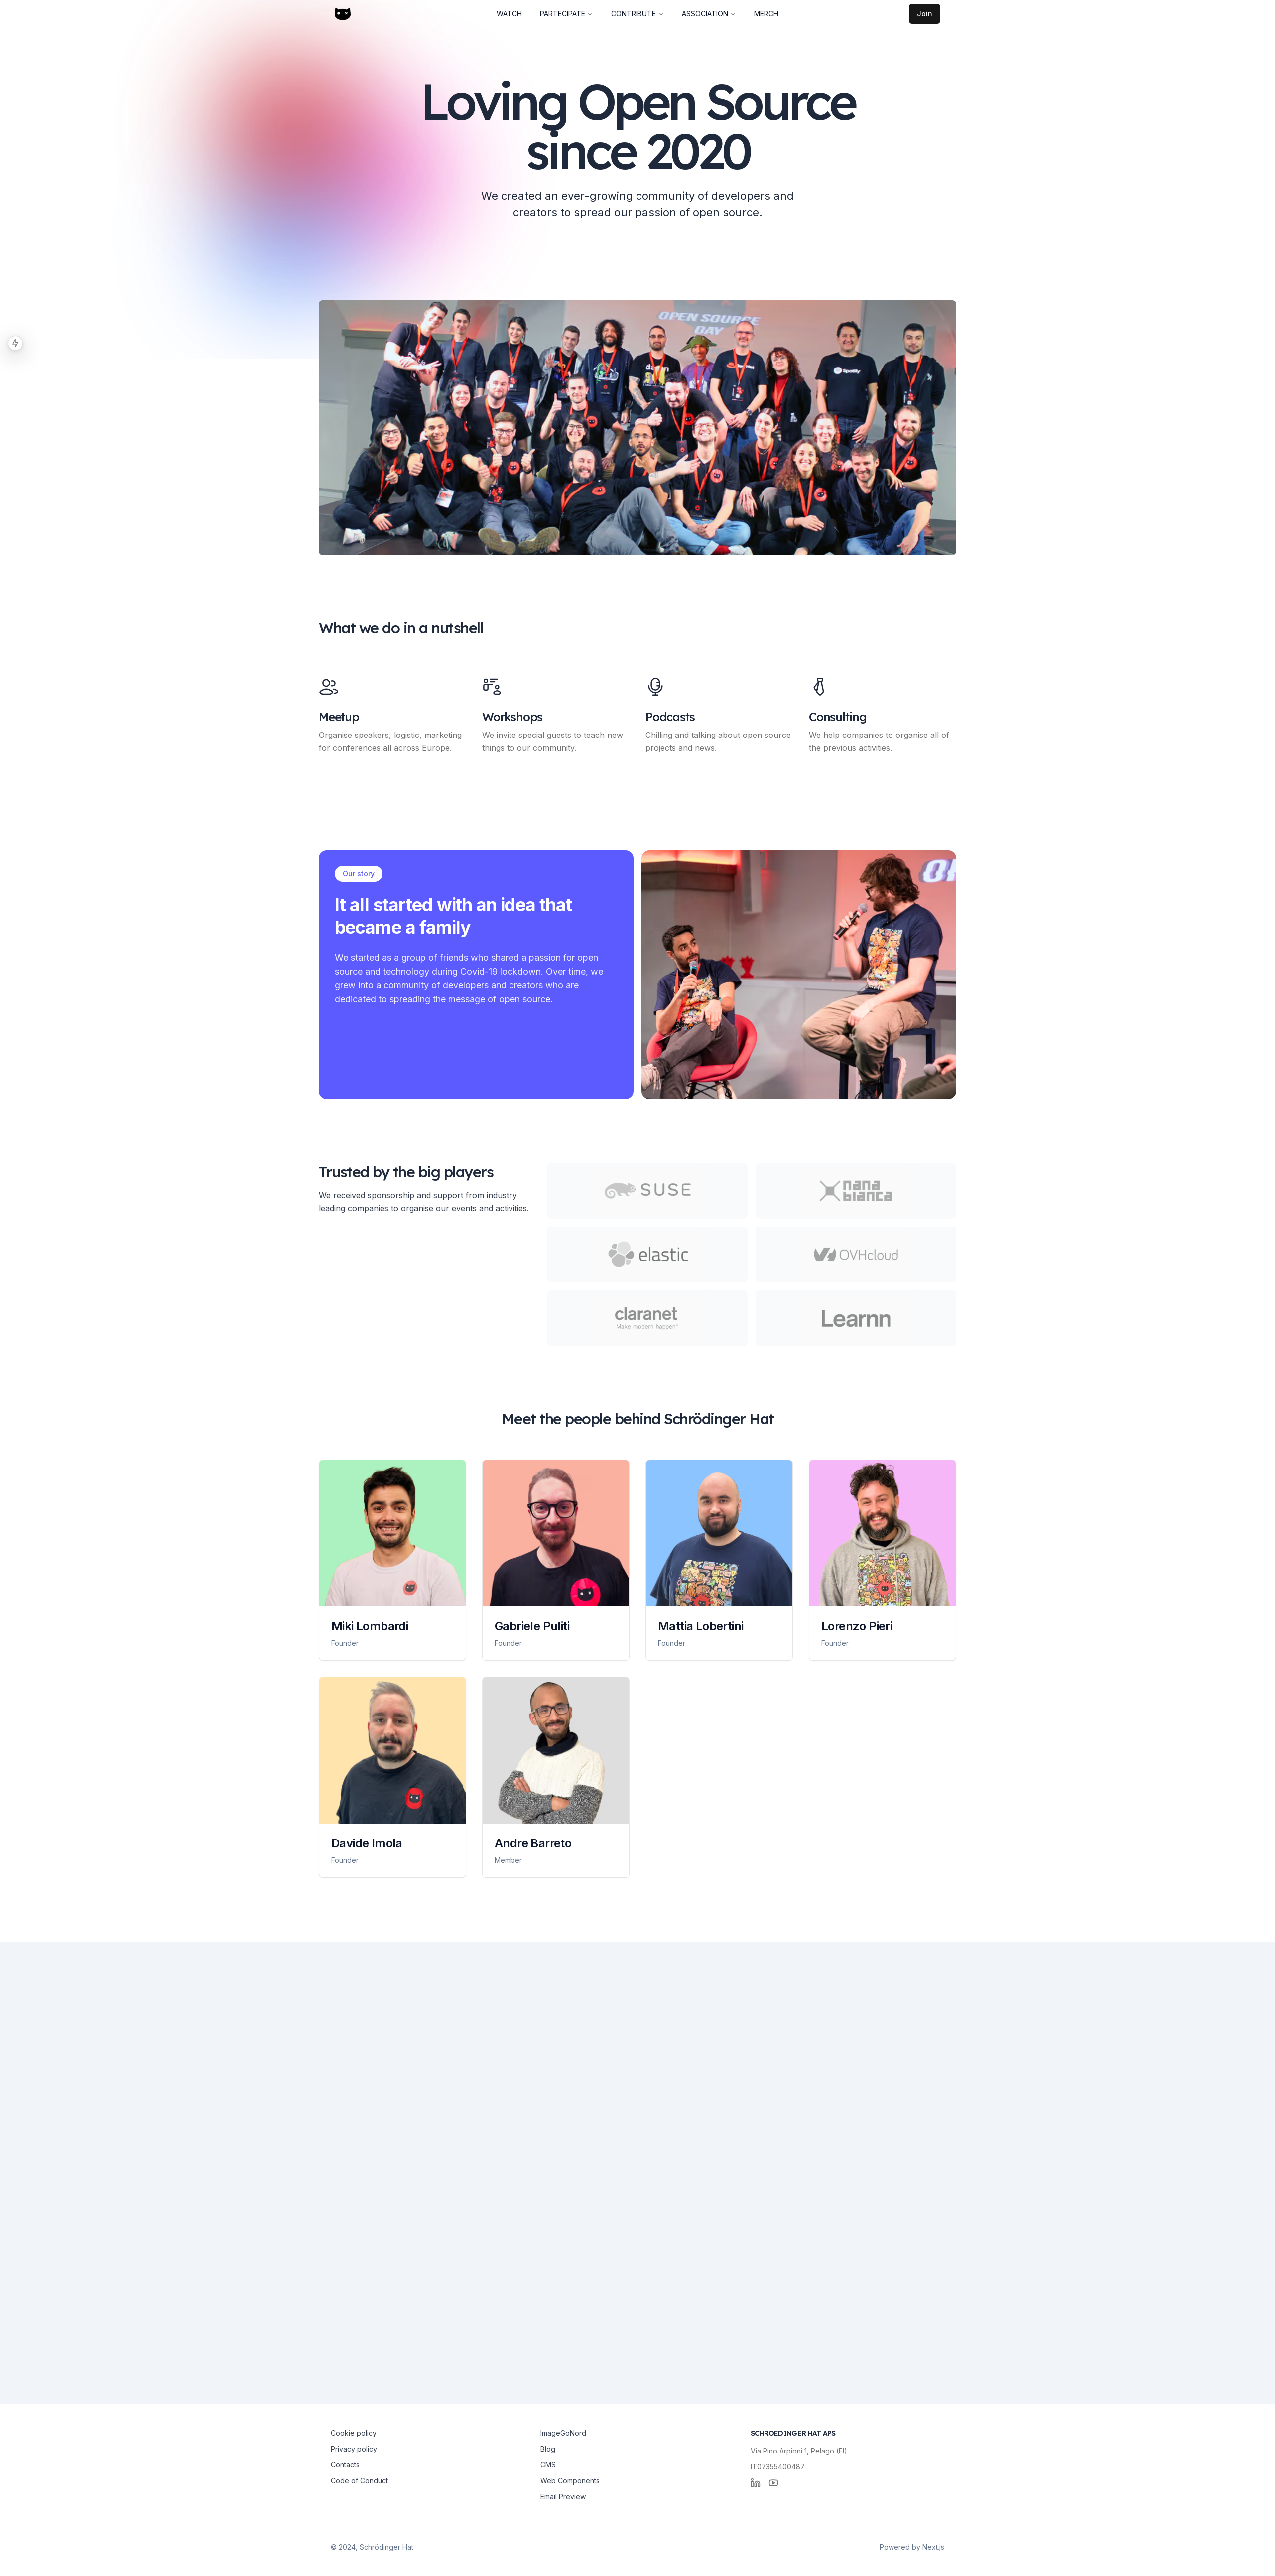 WATCH PARTECIPATE CONTRIBUTE ASSOCIATION MERCH Join
Loving Open Source
since 2020
We created an ever-growing community of developers and
creators to spread our passion of open source.
OPEN SOURCE
DAY
Spotify
What we do in a nutshell
Meetup
Organise speakers, logistic, marketing
for conferences all across Europe.
Workshops
We invite special guests to teach new
things to our community.
Podcasts
Chilling and talking about open source
projects and news.
Consulting
We help companies to organise all of
the previous activities.
Our story
It all started with an idea that
became a family
We started as a group of friends who shared a passion for open
source and technology during Covid-19 lockdown. Over time, we
grew into a community of developers and creators who are
dedicated to spreading the message of open source.
Trusted by the big players
We received sponsorship and support from industry
leading companies to organise our events and activities.
SUSE
nana
bianca
elastic
OVHcloud
claranet
Make modern happen®
Learnn
Meet the people behind Schrödinger Hat
Miki Lombardi
Founder
Gabriele Puliti
Founder
Mattia Lobertini
Founder
Lorenzo Pieri
Founder
Davide Imola
Founder
Andre Barreto
Member
Cookie policy
Privacy policy
Contacts
Code of Conduct
ImageGoNord
Blog
CMS
Web Components
Email Preview
SCHROEDINGER HAT APS
Via Pino Arpioni 1, Pelago (FI)
IT07355400487
© 2024, Schrödinger Hat
Powered by Next.js